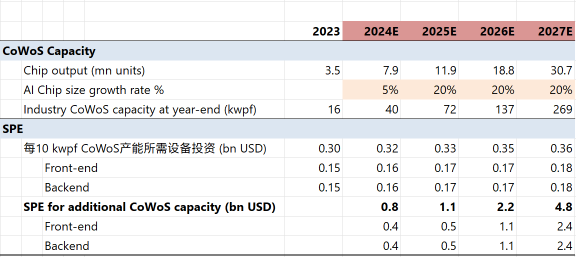 2023 2024E 2025E 2026E 2027E
CoWoS Capacity
Chip output (mn units) 3.5 7.9 11.9 18.8 30.7
AI Chip size growth rate % 5% 20% 20% 20%
Industry CoWoS capacity at year-end (kwpf) 16 40 72 137 269
SPE
每10 kwpf CoWoS产能所需设备投资 (bn USD) 0.30 0.32 0.33 0.35 0.36
Front-end 0.15 0.16 0.17 0.17 0.18
Backend 0.15 0.16 0.17 0.17 0.18
SPE for additional CoWoS capacity (bn USD) 0.8 1.1 2.2 4.8
Front-end 0.4 0.5 1.1 2.4
Backend 0.4 0.5 1.1 2.4